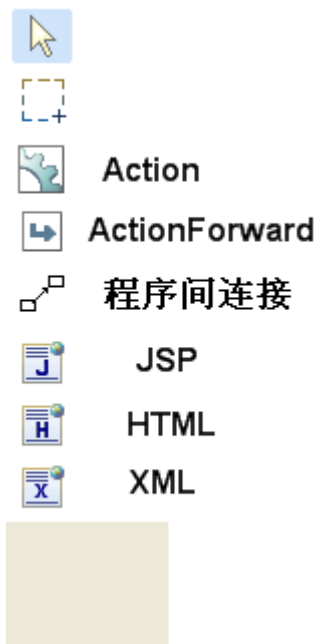 Action
ActionForward
程序间连接
J JSP
H HTML
X XML